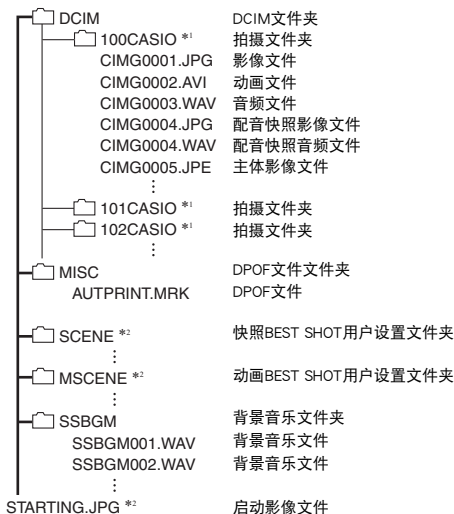 DCIM DCIM文件夹
100CASIO *1 拍摄文件夹
CIMG0001.JPG 影像文件
CIMG0002.AVI 动画文件
CIMG0003.WAV 音频文件
CIMG0004.JPG 配音快照影像文件
CIMG0004.WAV 配音快照音频文件
CIMG0005.JPE 主体影像文件
⋮
101CASIO *1 拍摄文件夹
102CASIO *1 拍摄文件夹
⋮
MISC DPOF文件文件夹
AUTPRINT.MRK DPOF文件
SCENE *2 快照BEST SHOT用户设置文件夹
⋮
MSCENE *2 动画BEST SHOT用户设置文件夹
⋮
SSBGM 背景音乐文件夹
SSBGM001.WAV 背景音乐文件
SSBGM002.WAV 背景音乐文件
⋮
STARTING.JPG *2 启动影像文件